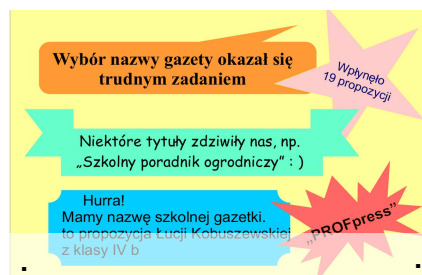 Wybór nazwy gazety okazał się
trudnym zadaniem
Wpłynęło
19 propozycji
Niektóre tytuły zdziwiły nas, np.
„Szkolny poradnik ogrodniczy” : )
Hurra!
Mamy nazwę szkolnej gazetki.
to propozycja Łucji Kobuszewskiej
z klasy IV b
„PROFpress”